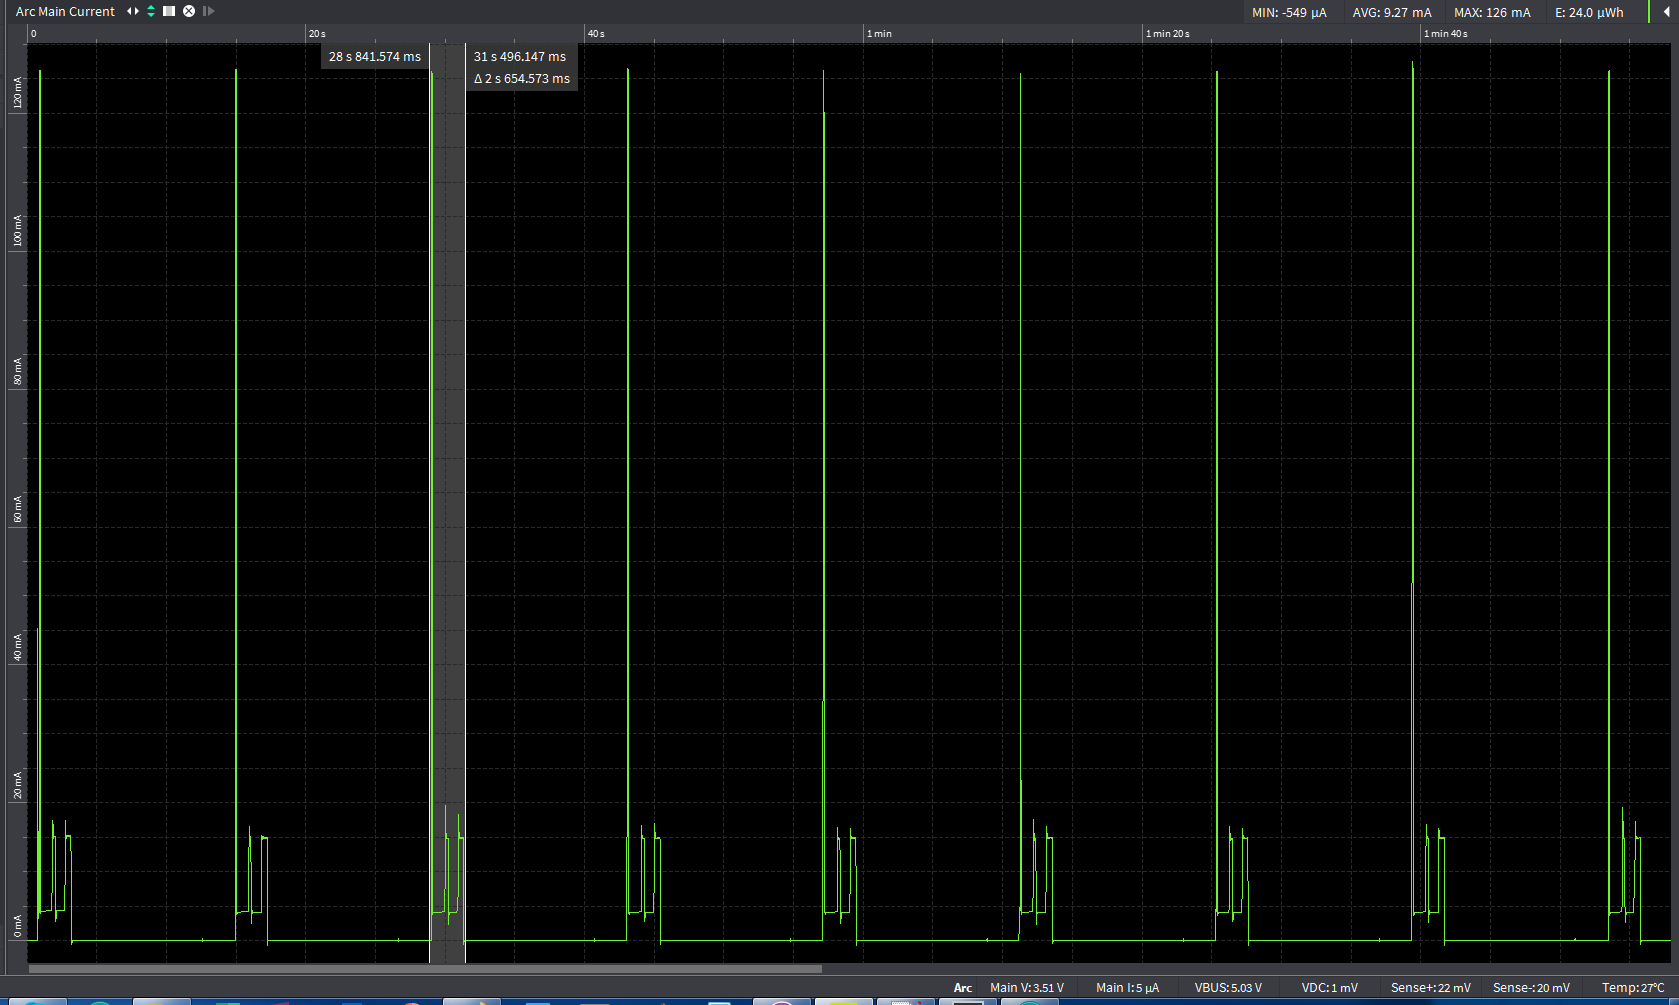 Arc Main Current MIN: -549 µA AVG: 9.27 mA MAX: 126 mA E: 24.0 µWh
0 20 s 40 s 1 min 1 min 20 s 1 min 40 s
28 s 841.574 ms 31 s 496.147 ms
Δ 2 s 654.573 ms
120 mA
100 mA
80 mA
60 mA
40 mA
20 mA
0 mA
Arc Main V: 3.51 V Main I: 5 µA VBUS: 5.03 V VDC: 1 mV Sense+: 22 mV Sense-: 20 mV Temp: 27°C